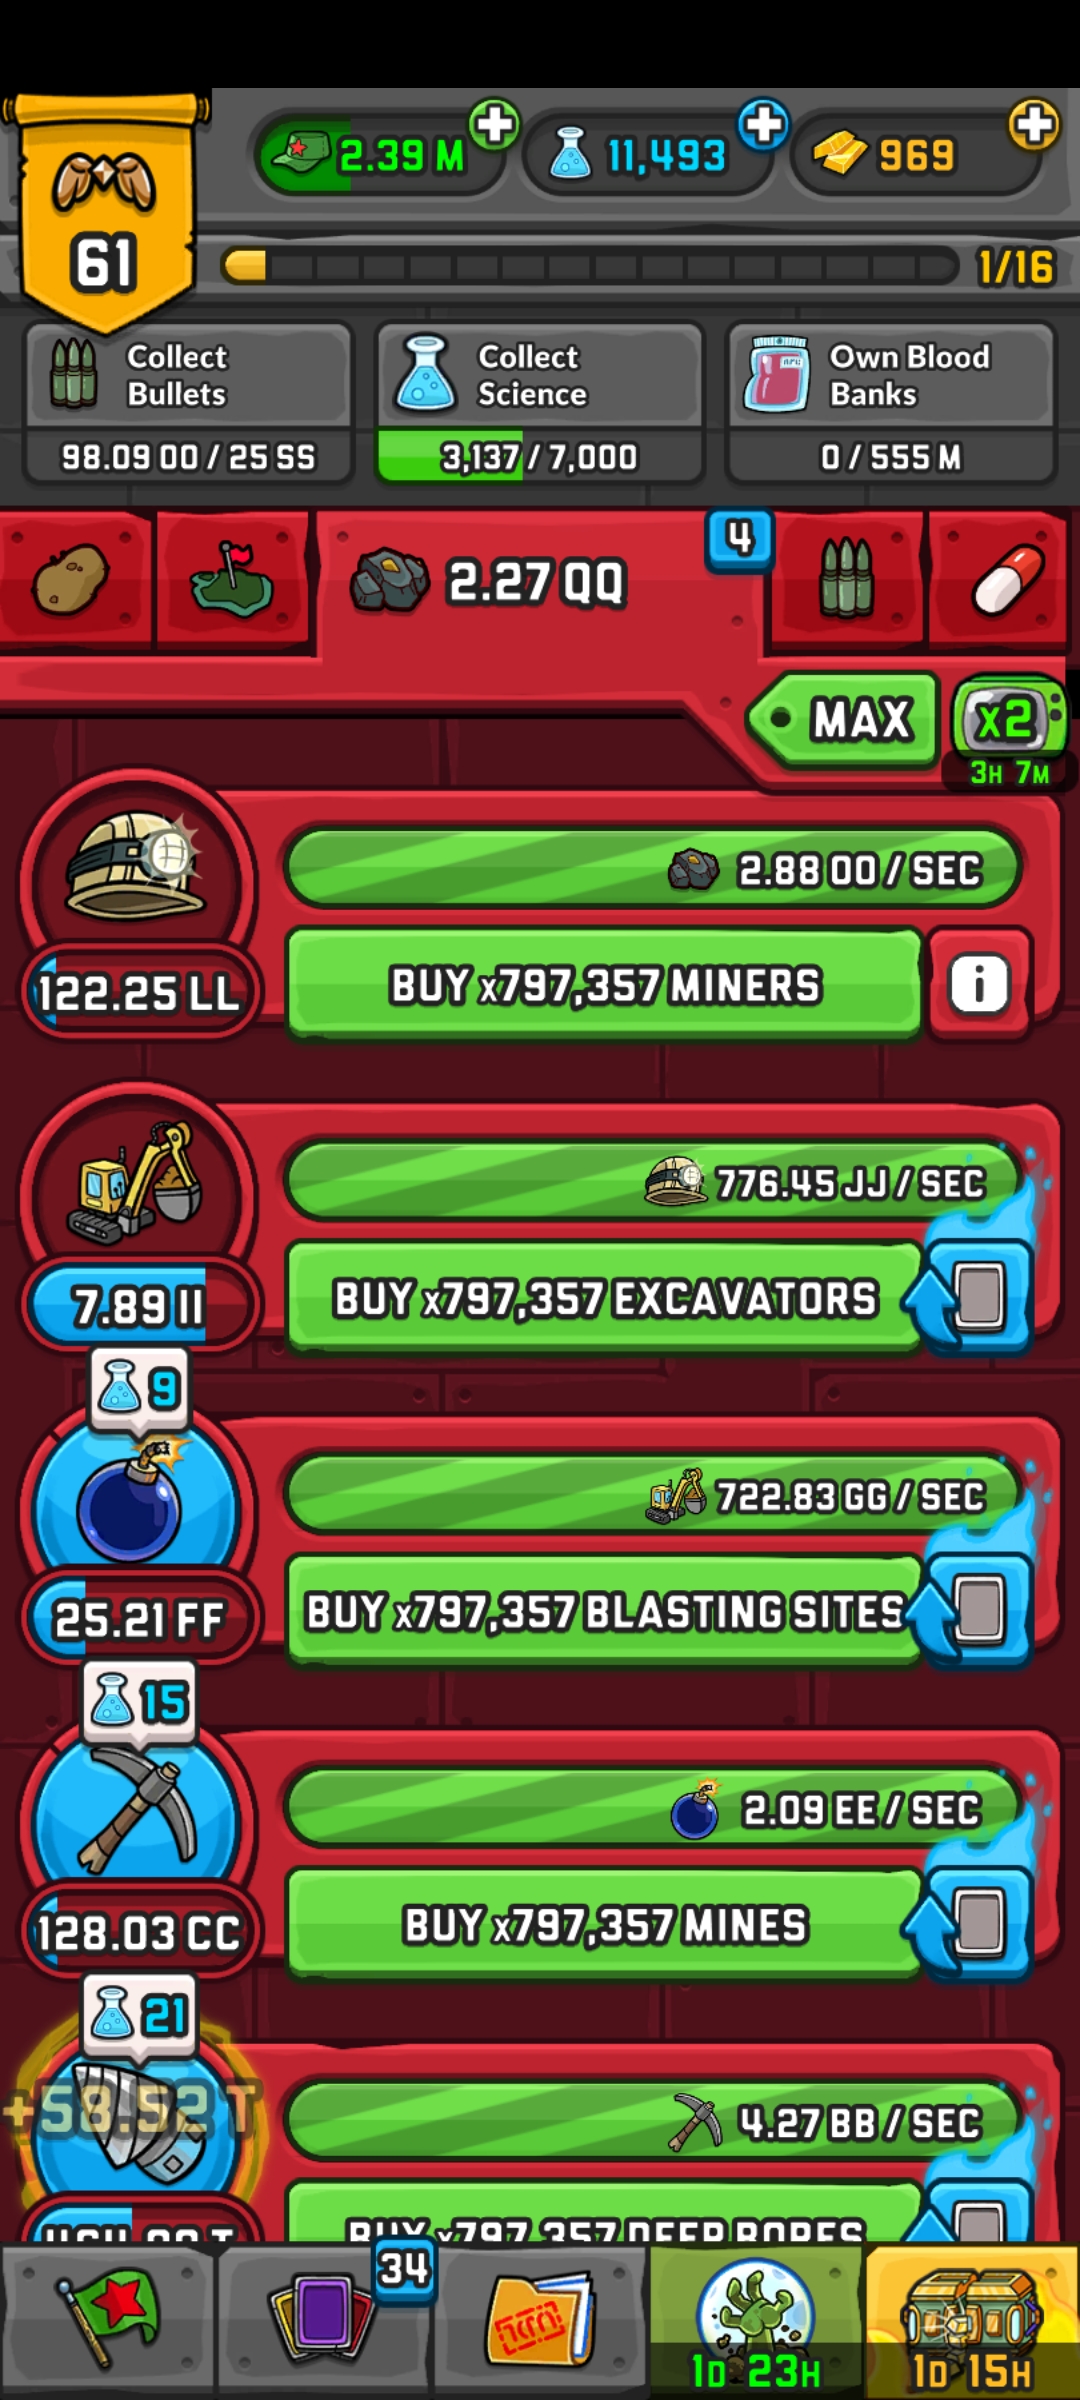 2.39 M
11,493
969
61
1/16
Collect
Bullets
98.09 OO / 25 SS
Collect
Science
3,137 / 7,000
Own Blood
Banks
0 / 555 M
2.27 QQ
4
MAX
x2
3H 7M
2.88 OO / SEC
122.25 LL
BUY x797,357 MINERS
i
776.45 JJ / SEC
7.89 II
BUY x797,357 EXCAVATORS
9
722.83 GG / SEC
25.21 FF
BUY x797,357 BLASTING SITES
15
2.09 EE / SEC
128.03 CC
BUY x797,357 MINES
21
+58.52 T
4.27 BB / SEC
BUY x797,357 DEEP BORES
34
1D 23H
1D 15H